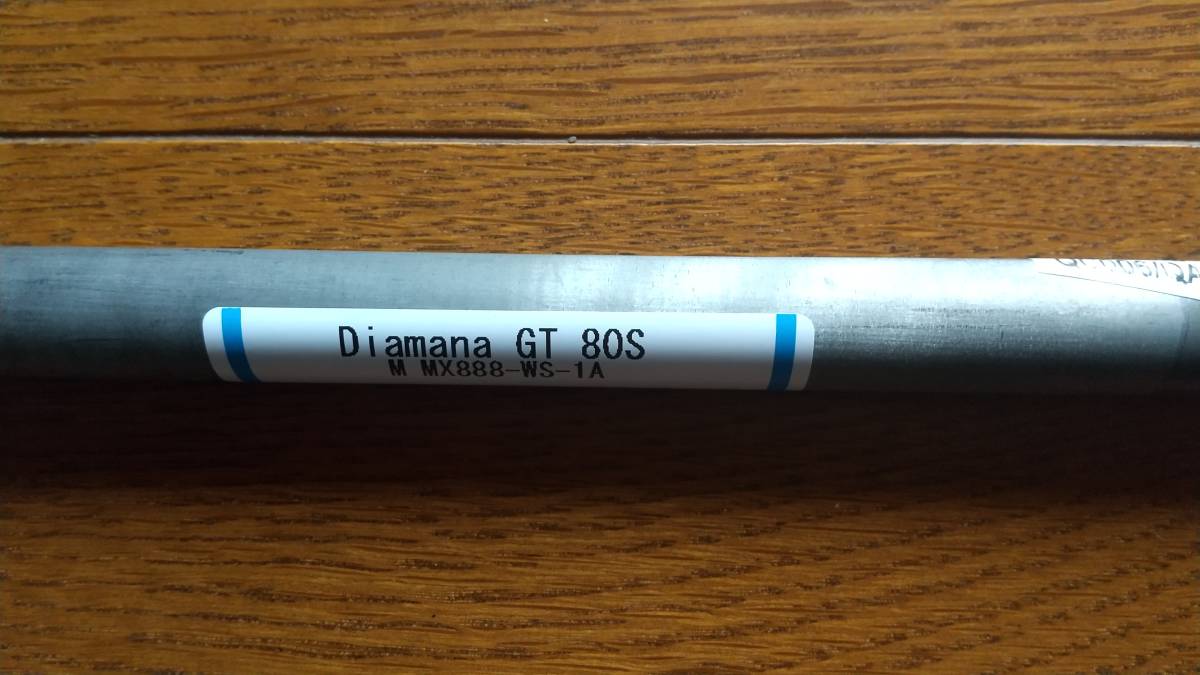 Diamana GT 80S
M MX888-WS-1A